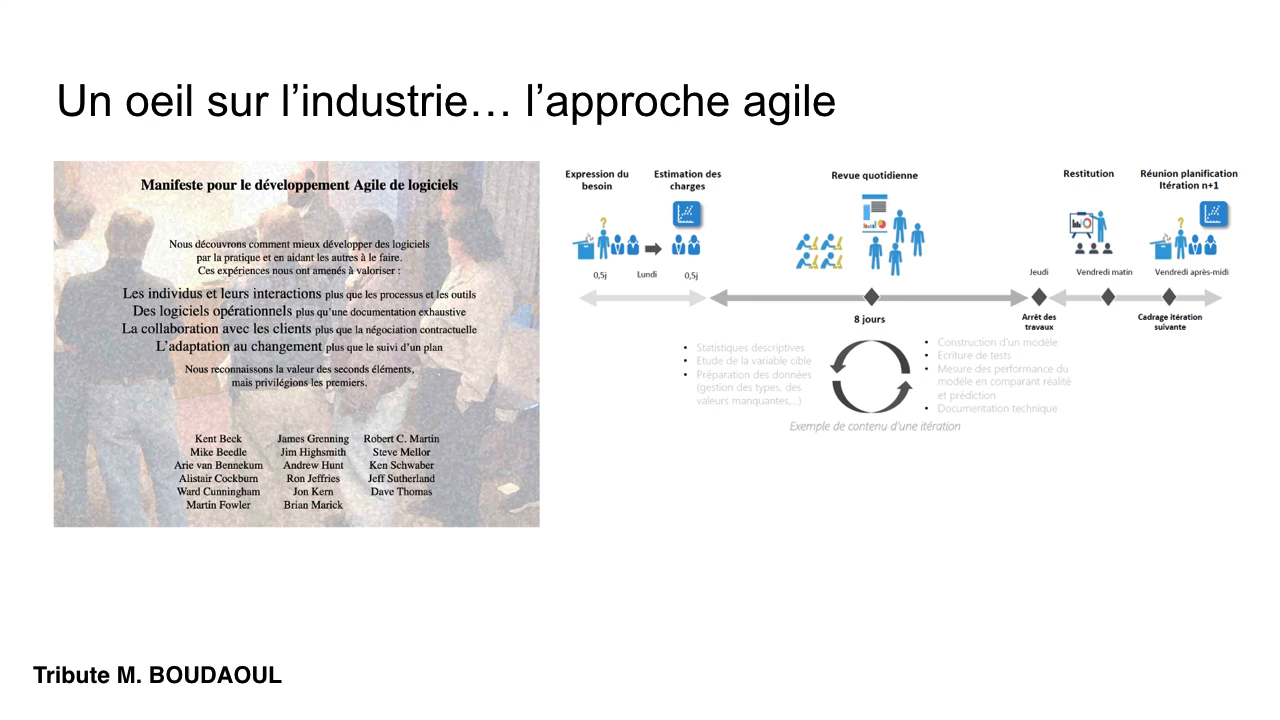 Un oeil sur l’industrie… l’approche agile
Manifeste pour le développement Agile de logiciels
Nous découvrons comment mieux développer des logiciels
par la pratique et en aidant les autres à le faire.
Ces expériences nous ont amenés à valoriser :
Les individus et leurs interactions plus que les processus et les outils
Des logiciels opérationnels plus qu’une documentation exhaustive
La collaboration avec les clients plus que la négociation contractuelle
L’adaptation au changement plus que le suivi d’un plan
Nous reconnaissons la valeur des seconds éléments,
mais privilégions les premiers.
Kent Beck
Mike Beedle
Arie van Bennekum
Alistair Cockburn
Ward Cunningham
Martin Fowler
James Grenning
Jim Highsmith
Andrew Hunt
Ron Jeffries
Jon Kern
Brian Marick
Robert C. Martin
Steve Mellor
Ken Schwaber
Jeff Sutherland
Dave Thomas
Expression du
besoin
Estimation des
charges
Revue quotidienne
Restitution
Réunion planification
Itération n+1
?
?
0,5j
Lundi
0,5j
Jeudi
Vendredi matin
Vendredi après-midi
8 jours
Arrêt des
travaux
Cadrage itération
suivante
• Statistiques descriptives
• Etude de la variable cible
• Préparation des données
(gestion des types, des
valeurs manquantes,...)
• Construction d’un modèle
• Ecriture de tests
• Mesure des performance du
modèle en comparant réalité
et prédiction
• Documentation technique
Exemple de contenu d’une itération
Tribute M. BOUDAOUL